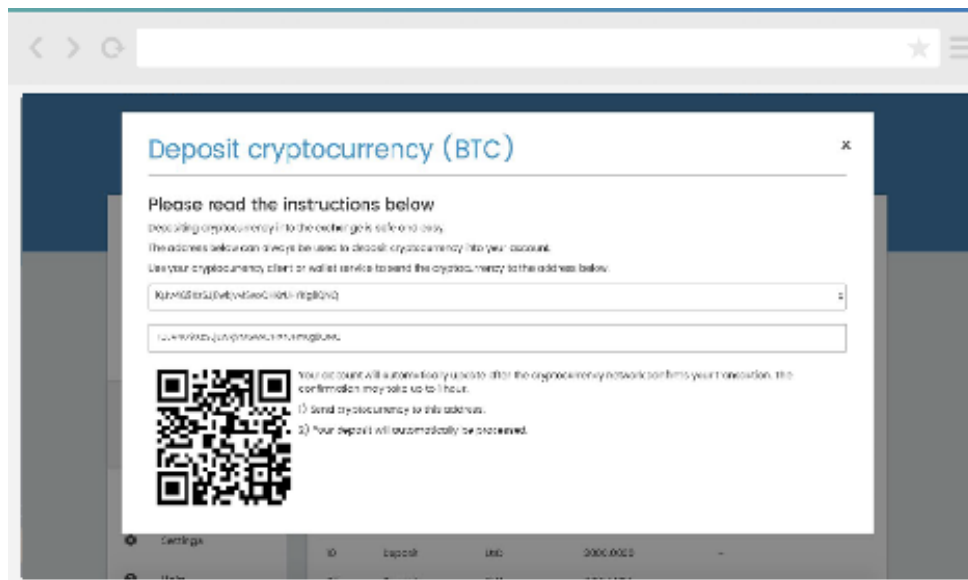 Deposit cryptocurrency (BTC)
x
Please read the instructions below
Depositing cryptocurrency into the exchange is safe and easy.
The address below can always be used to deposit cryptocurrency into your account.
Use your cryptocurrency client or wallet service to send the cryptocurrency to the address below.
Your account will automatically update after the cryptocurrency network confirms your transaction. The
confirmation may take up to 1 hour.
1) Send cryptocurrency to this address.
2) Your deposit will automatically be processed.
Settings
10 Deposit USD
Help